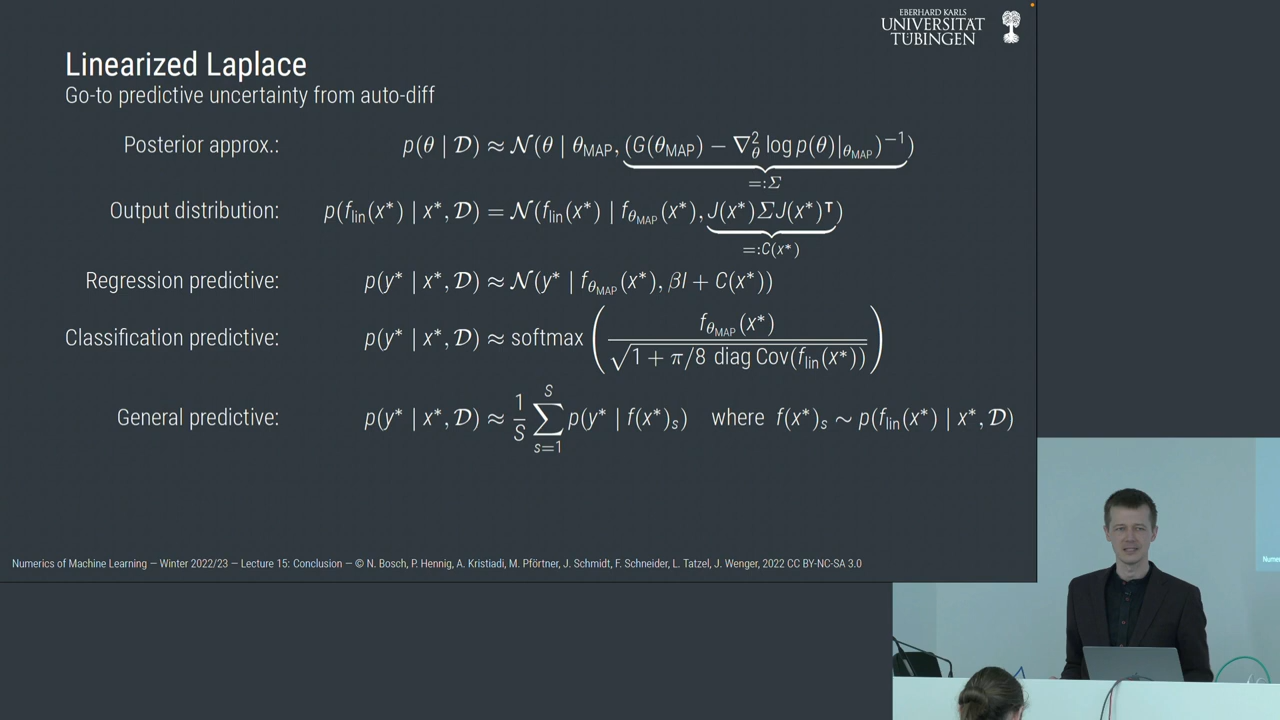 EBERHARD KARLS
UNIVERSITÄT
TÜBINGEN
Linearized Laplace
Go-to predictive uncertainty from auto-diff
Posterior approx.: p(θ | 𝒟) ≈ 𝒩(θ | θ_MAP, (G(θ_MAP) − ∇²_θ log p(θ)|_θ_MAP)⁻¹)
=:Σ
Output distribution: p(f_lin(x*) | x*, 𝒟) = 𝒩(f_lin(x*) | f_θ_MAP(x*), J(x*)ΣJ(x*)ᵀ)
=:C(x*)
Regression predictive: p(y* | x*, 𝒟) ≈ 𝒩(y* | f_θ_MAP(x*), βI + C(x*))
Classification predictive: p(y* | x*, 𝒟) ≈ softmax ( f_θ_MAP(x*) / √(1 + π/8 diag Cov(f_lin(x*))) )
General predictive: p(y* | x*, 𝒟) ≈ 1/S ∑_{s=1}^{S} p(y* | f(x*)_s) where f(x*)_s ∼ p(f_lin(x*) | x*, 𝒟)
Numerics of Machine Learning — Winter 2022/23 — Lecture 15: Conclusion — © N. Bosch, P. Hennig, A. Kristiadi, M. Pförtner, J. Schmidt, F. Schneider, L. Tatzel, J. Wenger, 2022 CC BY-NC-SA 3.0
Nume